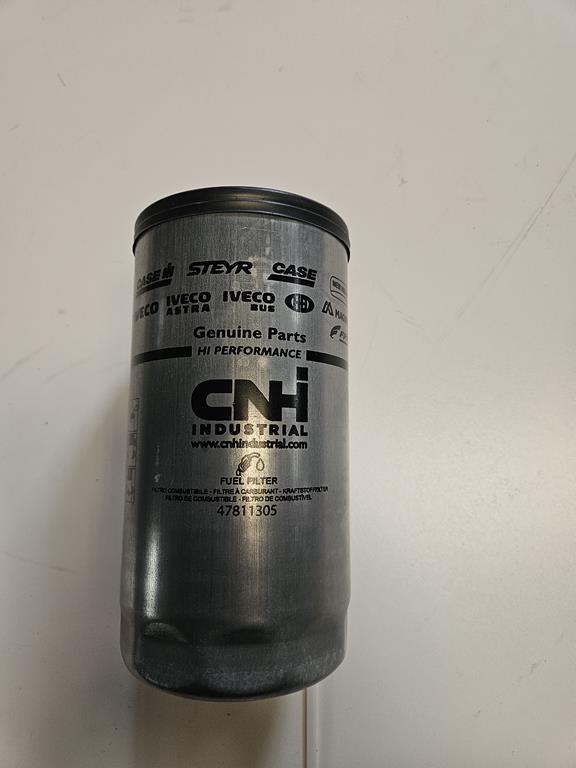 CASE IH STEYR CASE
IVECO IVECO ASTRA IVECO BUS
Genuine Parts
HI PERFORMANCE
CNH
INDUSTRIAL
www.cnhindustrial.com
FUEL FILTER
FILTRO COMBUSTIBILE - FILTRE À CARBURANT - KRAFTSTOFFFILTER
FILTRO DE COMBUSTIBLE - FILTRO DE COMBUSTÍVEL
47811305